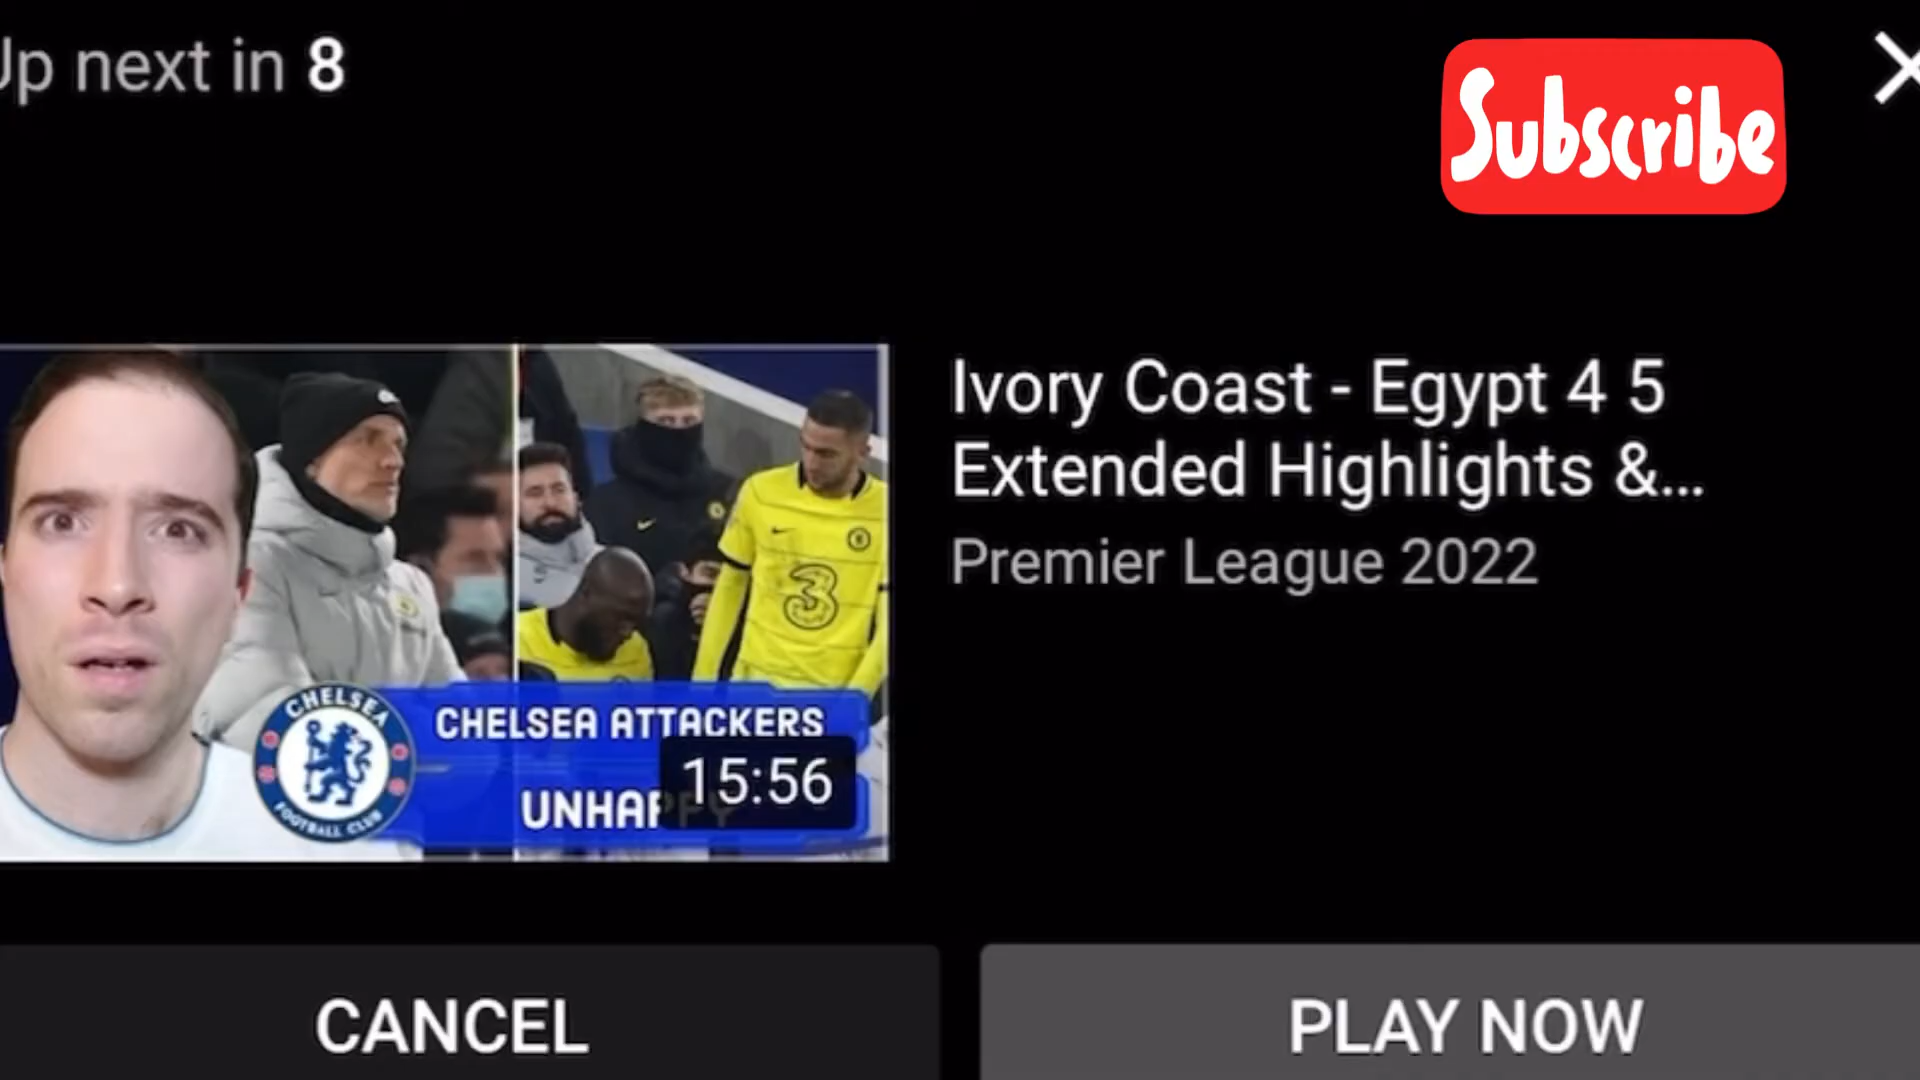 Up next in 8
Subscribe
Ivory Coast - Egypt 4 5
Extended Highlights &...
Premier League 2022
3
CHELSEA
FOOTBALL CLUB
CHELSEA ATTACKERS
15:56
UNHAPPY
CANCEL
PLAY NOW